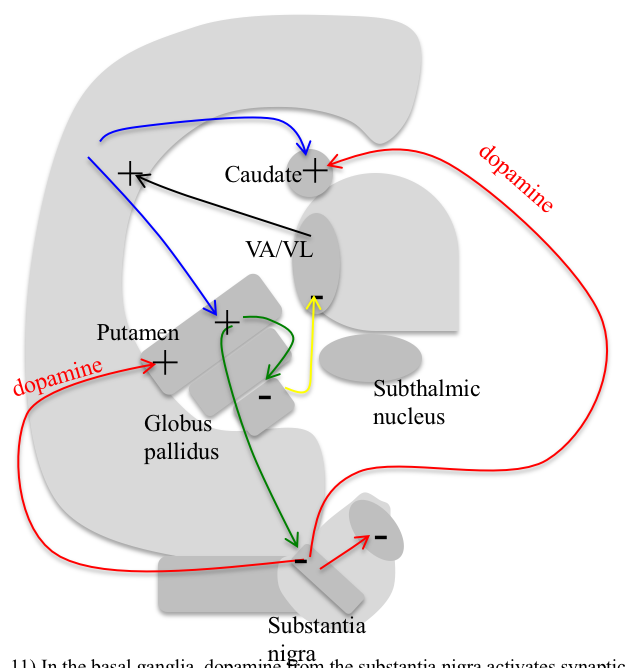 dopamine
Caudate
VA/VL
Putamen
dopamine
Subthalmic
nucleus
Globus
pallidus
Substantia
nigra
11) In the basal ganglia, dopamine from the substantia nigra activates synaptic